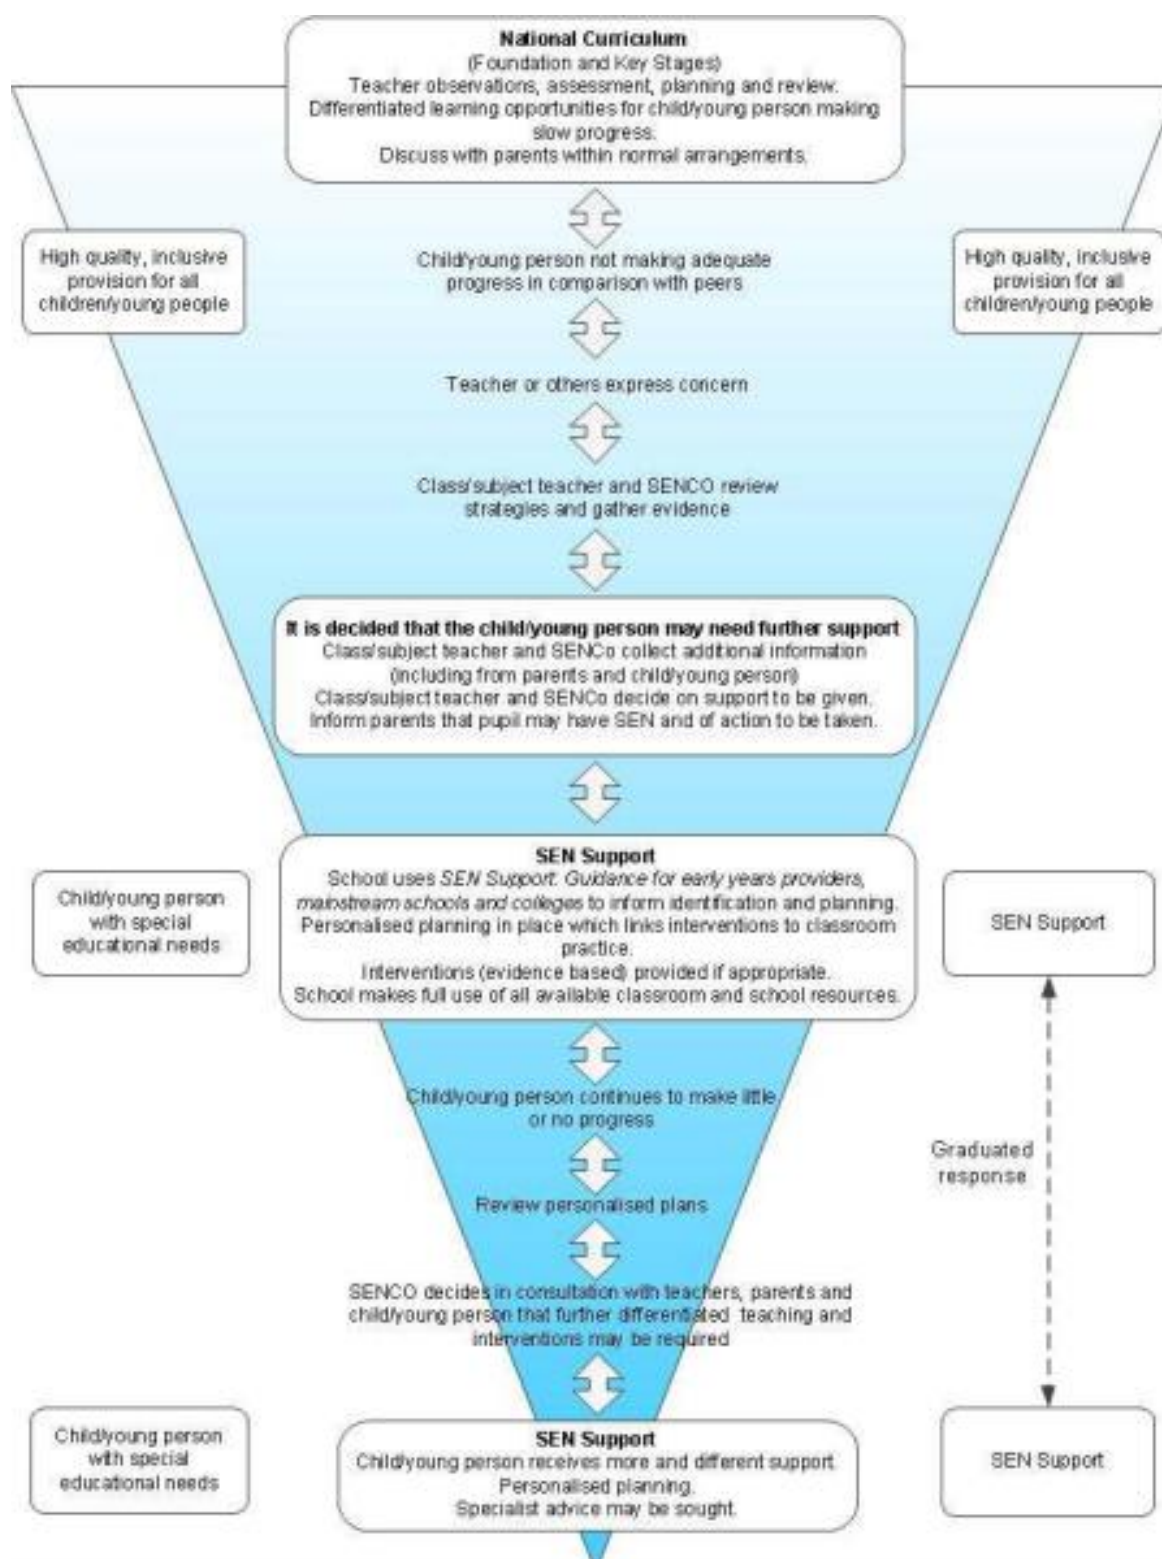 National Curriculum
(Foundation and Key Stages)
Teacher observations, assessment, planning and review.
Differentiated learning opportunities for child/young person making
slow progress.
Discuss with parents within normal arrangements.
High quality, inclusive
provision for all
children/young people
High quality, inclusive
provision for all
children/young people
Child/young person not making adequate
progress in comparison with peers
Teacher or others express concern
Class/subject teacher and SENCO review
strategies and gather evidence
It is decided that the child/young person may need further support
Class/subject teacher and SENCo collect additional information
(including from parents and child/young person)
Class/subject teacher and SENCo decide on support to be given.
Inform parents that pupil may have SEN and of action to be taken.
Child/young person
with special
educational needs
SEN Support
School uses SEN Support: Guidance for early years providers,
mainstream schools and colleges to inform identification and planning.
Personalised planning in place which links interventions to classroom
practice.
Interventions (evidence based) provided if appropriate.
School makes full use of all available classroom and school resources.
SEN Support
Child/young person continues to make little
or no progress
Graduated
response
Review personalised plans
SENCO decides in consultation with teachers, parents and
child/young person that further differentiated teaching and
interventions may be required
Child/young person
with special
educational needs
SEN Support
Child/young person receives more and different support
Personalised planning.
Specialist advice may be sought.
SEN Support